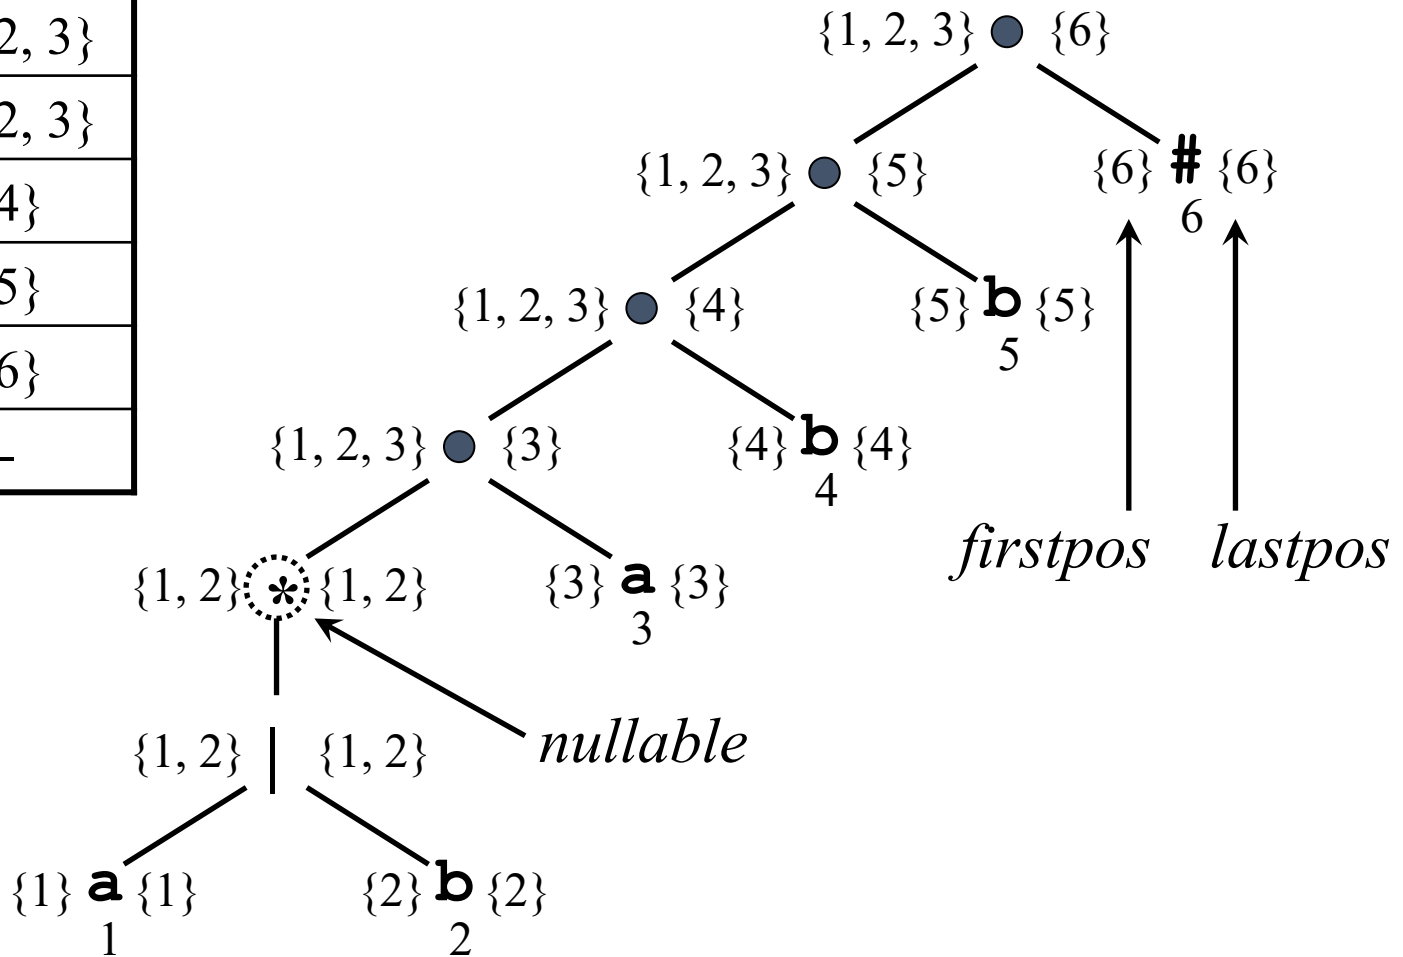 2, 3}
2, 3}
4}
5}
6}
–
{1, 2, 3} {6}
{1, 2, 3} {5} {6} # {6}
6
{1, 2, 3} {4} {5} b {5}
5
{1, 2, 3} {3} {4} b {4}
4
firstpos lastpos
{1, 2} * {1, 2} {3} a {3}
3
nullable
{1, 2} | {1, 2}
{1} a {1} {2} b {2}
1 2